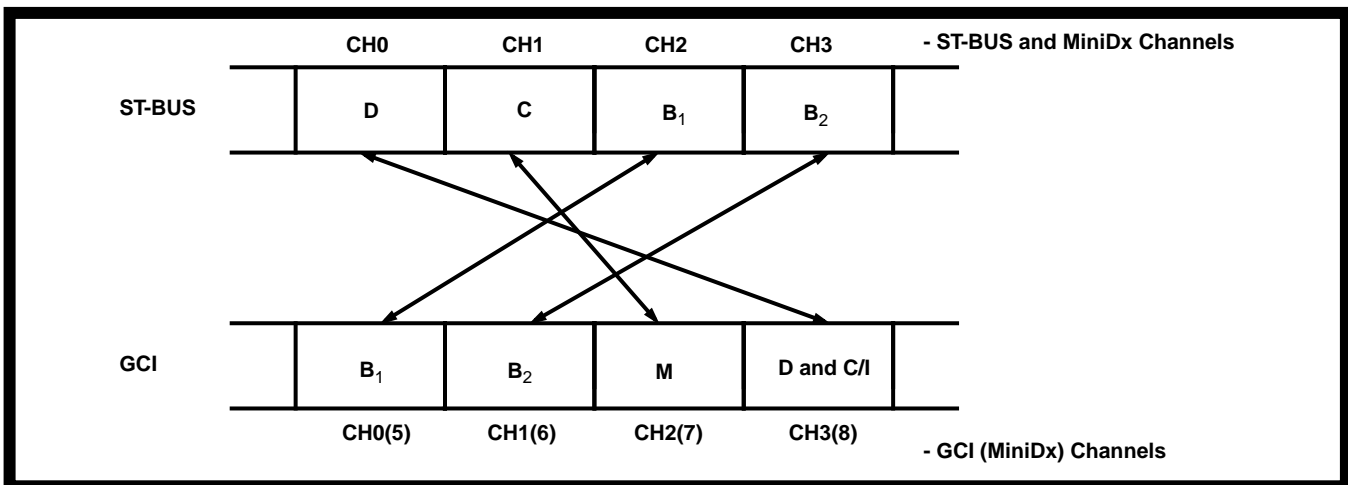 CH0 CH1 CH2 CH3 - ST-BUS and MiniDx Channels
ST-BUS D C B₁ B₂
GCI B₁ B₂ M D and C/I
CH0(5) CH1(6) CH2(7) CH3(8)
- GCI (MiniDx) Channels